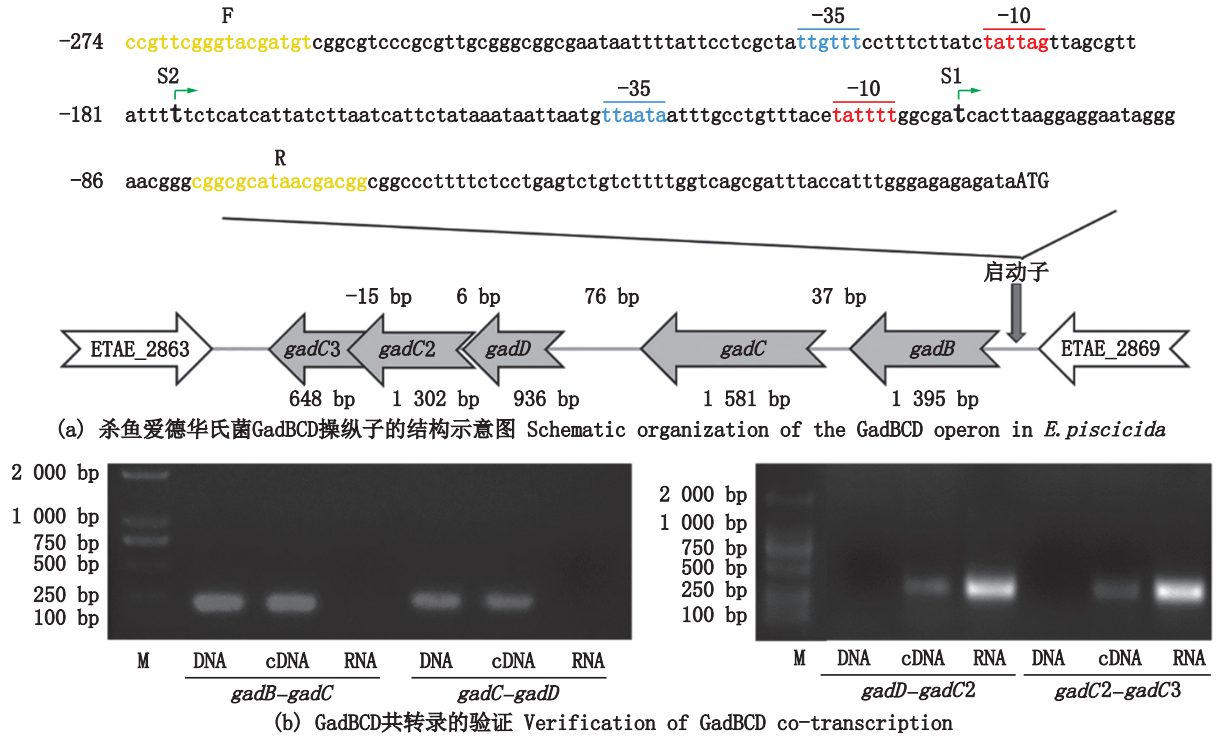 F
-35
-10
-274 ccgttcgggtacgatgtcggcgtcccgcgttgcgggcggcgaataattttattcctcgctattgtttcctttcttatctattagttagcgtt
S2
-35
-10
S1
-181 attttttctcatcattatcttaatcattctataaataattaatgttaataatttgcctgtttacetattttggcgatcacttaaggaggaataggg
R
-86 aacgggcggcgcataacgacggcggcccttttctcctgagtctgtcttttggtcagcgatttaccatttgggagagagataATG
启动子
-15 bp 6 bp 76 bp 37 bp
ETAE_2863 gadC3 gadC2 gadD gadC gadB ETAE_2869
648 bp 1 302 bp 936 bp 1 581 bp 1 395 bp
(a) 杀鱼爱德华氏菌GadBCD操纵子的结构示意图 Schematic organization of the GadBCD operon in E.piscicida
2 000 bp
1 000 bp
750 bp
500 bp
250 bp
100 bp
M DNA cDNA RNA DNA cDNA RNA
gadB-gadC gadC-gadD
2 000 bp
1 000 bp
750 bp
500 bp
250 bp
100 bp
M DNA cDNA RNA DNA cDNA RNA
gadD-gadC2 gadC2-gadC3
(b) GadBCD共转录的验证 Verification of GadBCD co-transcription